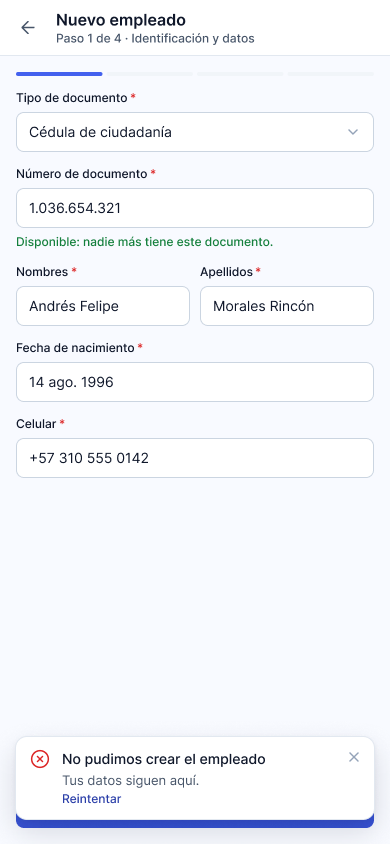 Nuevo empleado
Paso 1 de 4 · Identificación y datos
Tipo de documento *
Cédula de ciudadanía
Número de documento *
1.036.654.321
Disponible: nadie más tiene este documento.
Nombres * Apellidos *
Andrés Felipe Morales Rincón
Fecha de nacimiento *
14 ago. 1996
Celular *
+57 310 555 0142
No pudimos crear el empleado
Tus datos siguen aquí.
Reintentar